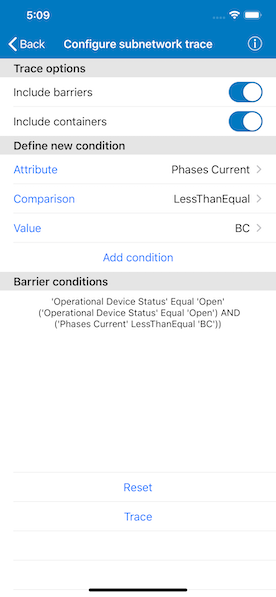 5:09
Back
Configure subnetwork trace
Trace options
Include barriers
Include containers
Define new condition
Attribute Phases Current
Comparison LessThanEqual
Value BC
Add condition
Barrier conditions
'Operational Device Status' Equal 'Open'
('Operational Device Status' Equal 'Open') AND
('Phases Current' LessThanEqual 'BC'))
Reset
Trace